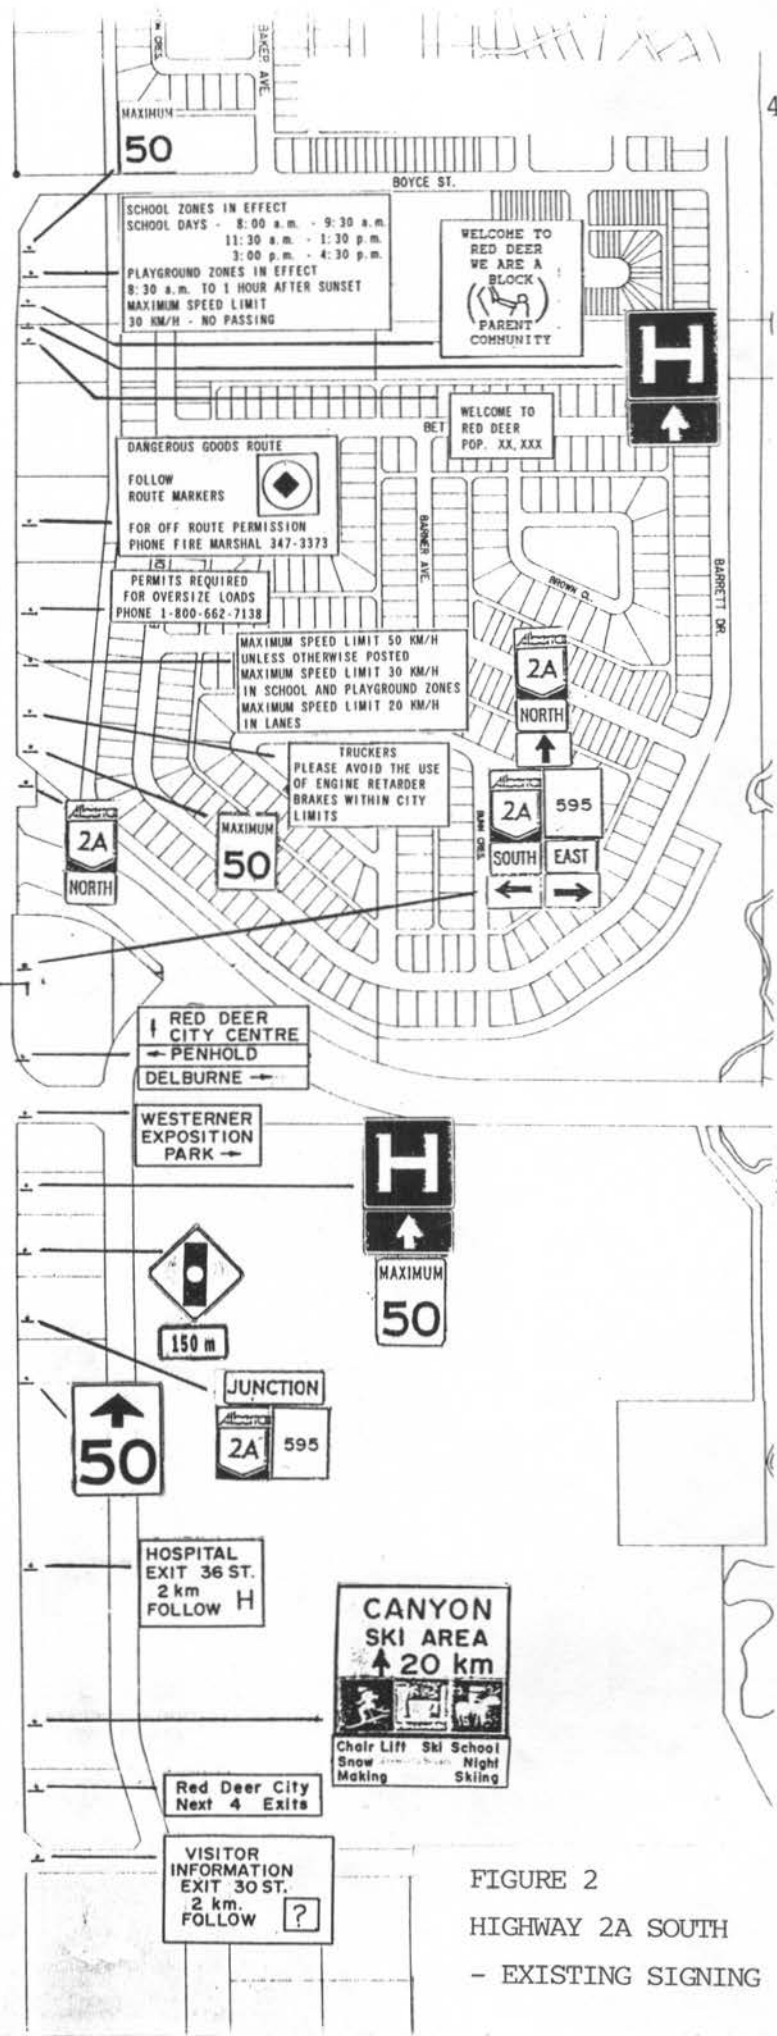 4
BAKER AVE.
MAXIMUM
50
BOYCE ST.
SCHOOL ZONES IN EFFECT
SCHOOL DAYS - 8:00 a.m. - 9:30 a.m.
11:30 a.m. - 1:30 p.m.
3:00 p.m. - 4:30 p.m.
PLAYGROUND ZONES IN EFFECT
8:30 a.m. TO 1 HOUR AFTER SUNSET
MAXIMUM SPEED LIMIT
30 KM/H - NO PASSING
WELCOME TO
RED DEER
WE ARE A
BLOCK
PARENT
COMMUNITY
H
BET
WELCOME TO
RED DEER
POP. XX,XXX
DANGEROUS GOODS ROUTE
FOLLOW
ROUTE MARKERS
FOR OFF ROUTE PERMISSION
PHONE FIRE MARSHAL 347-3373
BARNER AVE.
BROWN CL.
BARRETT DR.
PERMITS REQUIRED
FOR OVERSIZE LOADS
PHONE 1-800-662-7138
MAXIMUM SPEED LIMIT 50 KM/H
UNLESS OTHERWISE POSTED
MAXIMUM SPEED LIMIT 30 KM/H
IN SCHOOL AND PLAYGROUND ZONES
MAXIMUM SPEED LIMIT 20 KM/H
IN LANES
Alberta
2A
NORTH
TRUCKERS
PLEASE AVOID THE USE
OF ENGINE RETARDER
BRAKES WITHIN CITY
LIMITS
Alberta
2A
NORTH
MAXIMUM
50
CRES.
Alberta
2A 595
SOUTH EAST
RED DEER
CITY CENTRE
← PENHOLD
DELBURNE →
WESTERNER
EXPOSITION
PARK →
H
MAXIMUM
50
150 m
JUNCTION
Alberta
2A 595
50
HOSPITAL
EXIT 36 ST.
2 km
FOLLOW H
CANYON
SKI AREA
20 km
Chair Lift Ski School
Snow Night
Making Skiing
Red Deer City
Next 4 Exits
VISITOR
INFORMATION
EXIT 30 ST.
2 km.
FOLLOW ?
FIGURE 2
HIGHWAY 2A SOUTH
- EXISTING SIGNING